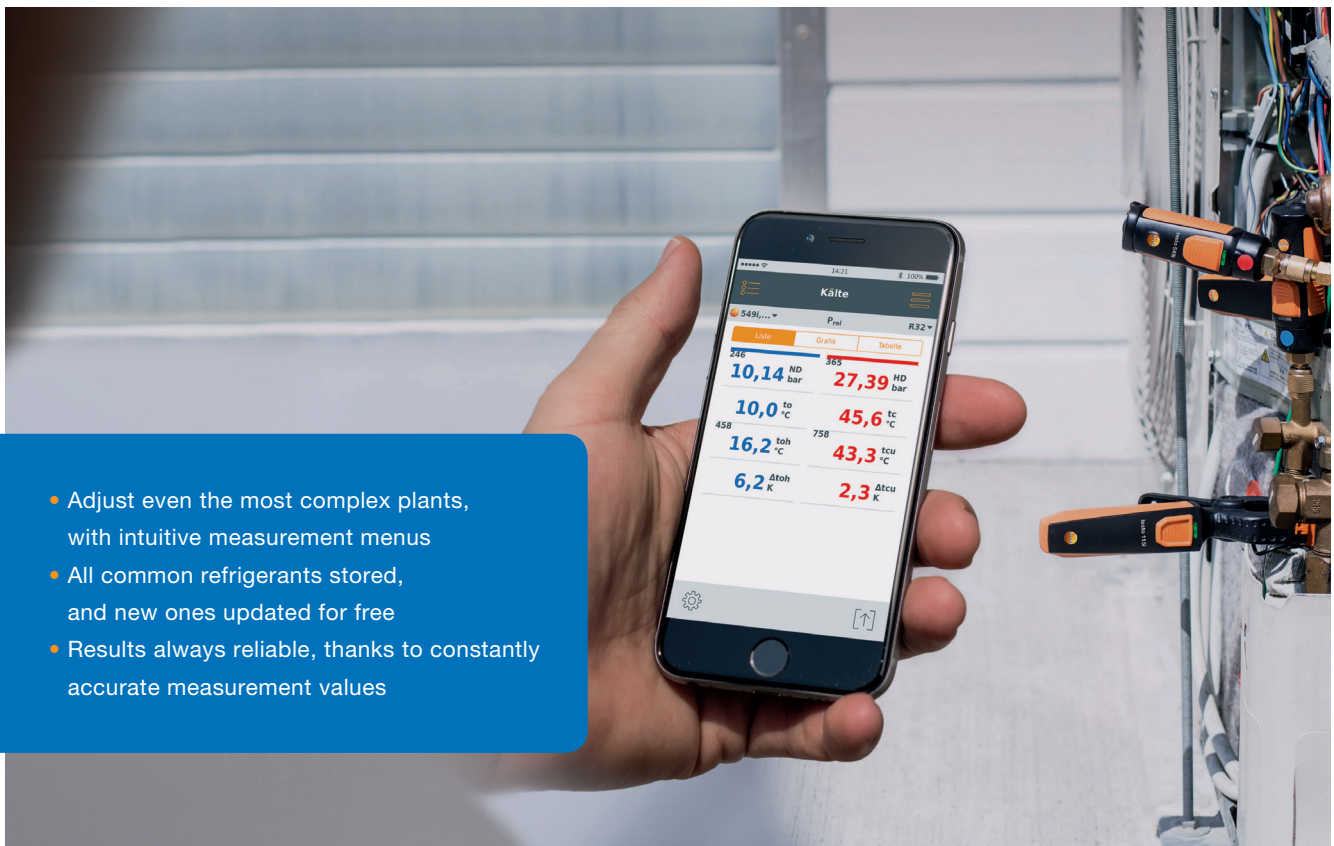 14:21
100%
Kälte
549i,...
Prel
R32
Liste
Grafik
Tabelle
246
365
10,14 ND bar
27,39 HD bar
10,0 to °C
45,6 tc °C
458
758
16,2 toh °C
43,3 tcu °C
6,2 Δtoh K
2,3 Δtcu K
• Adjust even the most complex plants,
with intuitive measurement menus
• All common refrigerants stored,
and new ones updated for free
• Results always reliable, thanks to constantly
accurate measurement values
testo 549i
testo 115i